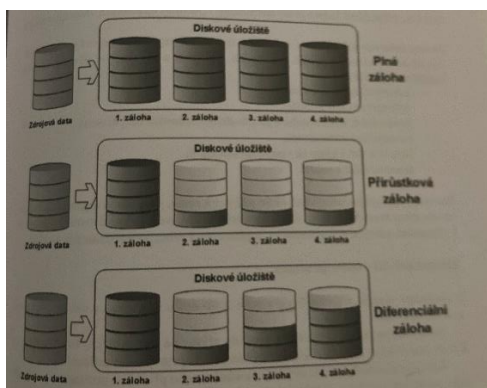 Diskové úložiště
Plná
záloha
Zdrojová data
1. záloha 2. záloha 3. záloha 4. záloha
Diskové úložiště
Přírůstková
záloha
Zdrojová data
1. záloha 2. záloha 3. záloha 4. záloha
Diskové úložiště
Diferenciální
záloha
Zdrojová data
1. záloha 2. záloha 3. záloha 4. záloha